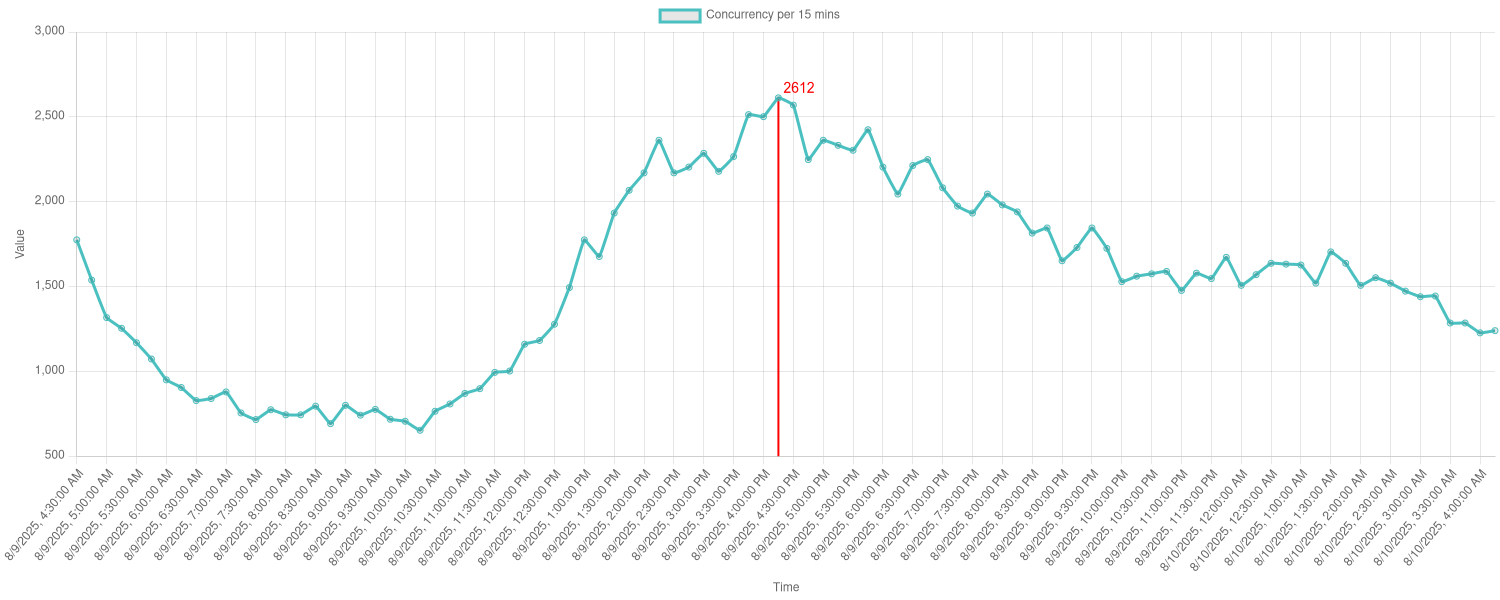 Concurrency per 15 mins
3,000
2,500
2,000
1,500
1,000
500
Value
2612
8/9/2025, 4:30:00 AM
8/9/2025, 5:00:00 AM
8/9/2025, 5:30:00 AM
8/9/2025, 6:00:00 AM
8/9/2025, 6:30:00 AM
8/9/2025, 7:00:00 AM
8/9/2025, 7:30:00 AM
8/9/2025, 8:00:00 AM
8/9/2025, 8:30:00 AM
8/9/2025, 9:00:00 AM
8/9/2025, 9:30:00 AM
8/9/2025, 10:00:00 AM
8/9/2025, 10:30:00 AM
8/9/2025, 11:00:00 AM
8/9/2025, 11:30:00 AM
8/9/2025, 12:00:00 PM
8/9/2025, 12:30:00 PM
8/9/2025, 1:00:00 PM
8/9/2025, 1:30:00 PM
8/9/2025, 2:00:00 PM
8/9/2025, 2:30:00 PM
8/9/2025, 3:00:00 PM
8/9/2025, 3:30:00 PM
8/9/2025, 4:00:00 PM
8/9/2025, 4:30:00 PM
8/9/2025, 5:00:00 PM
8/9/2025, 5:30:00 PM
8/9/2025, 6:00:00 PM
8/9/2025, 6:30:00 PM
8/9/2025, 7:00:00 PM
8/9/2025, 7:30:00 PM
8/9/2025, 8:00:00 PM
8/9/2025, 8:30:00 PM
8/9/2025, 9:00:00 PM
8/9/2025, 9:30:00 PM
8/9/2025, 10:00:00 PM
8/9/2025, 10:30:00 PM
8/9/2025, 11:00:00 PM
8/9/2025, 11:30:00 PM
8/10/2025, 12:00:00 AM
8/10/2025, 12:30:00 AM
8/10/2025, 1:00:00 AM
8/10/2025, 1:30:00 AM
8/10/2025, 2:00:00 AM
8/10/2025, 2:30:00 AM
8/10/2025, 3:00:00 AM
8/10/2025, 3:30:00 AM
8/10/2025, 4:00:00 AM
Time